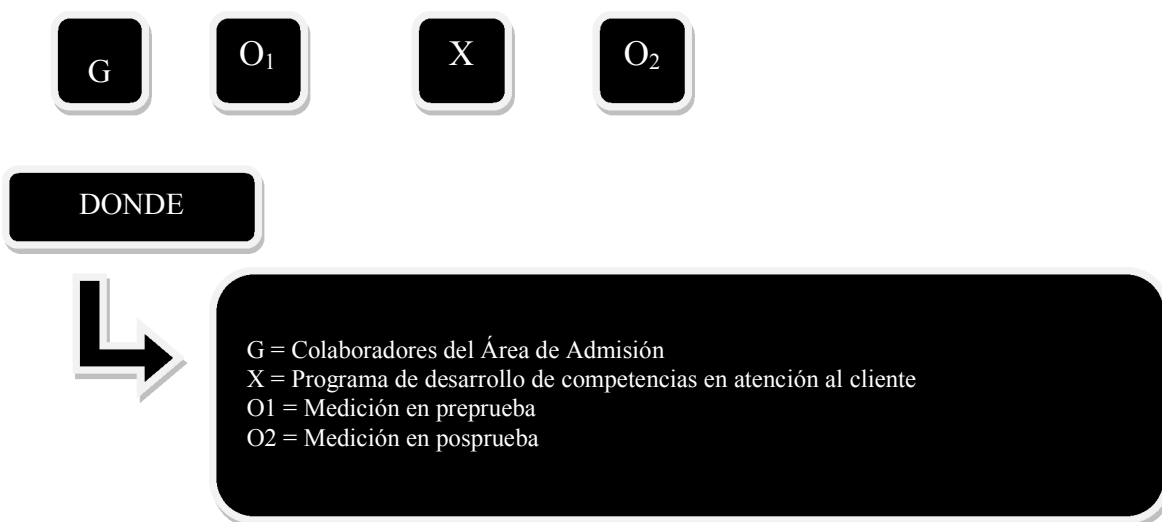 G O₁ X O₂
DONDE
G = Colaboradores del Área de Admisión
X = Programa de desarrollo de competencias en atención al cliente
O1 = Medición en preprueba
O2 = Medición en posprueba